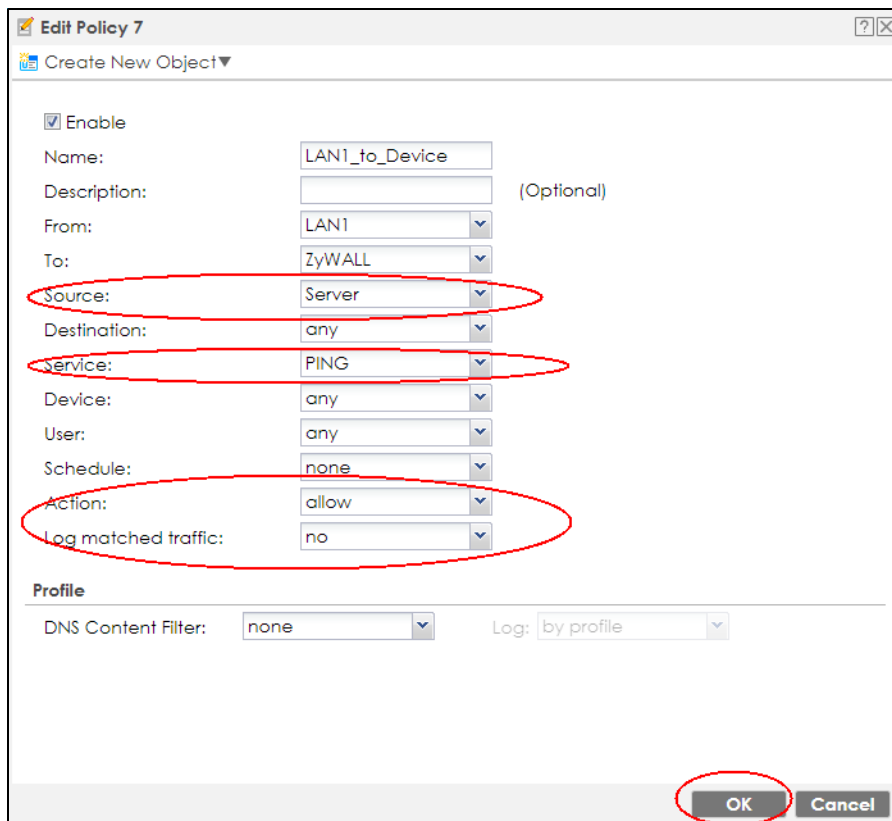 Edit Policy 7
Create New Object▼
Enable
Name: LAN1_to_Device
Description: (Optional)
From: LAN1
To: ZyWALL
Source: Server
Destination: any
Service: PING
Device: any
User: any
Schedule: none
Action: allow
Log matched traffic: no
Profile
DNS Content Filter: none Log: by profile
OK Cancel